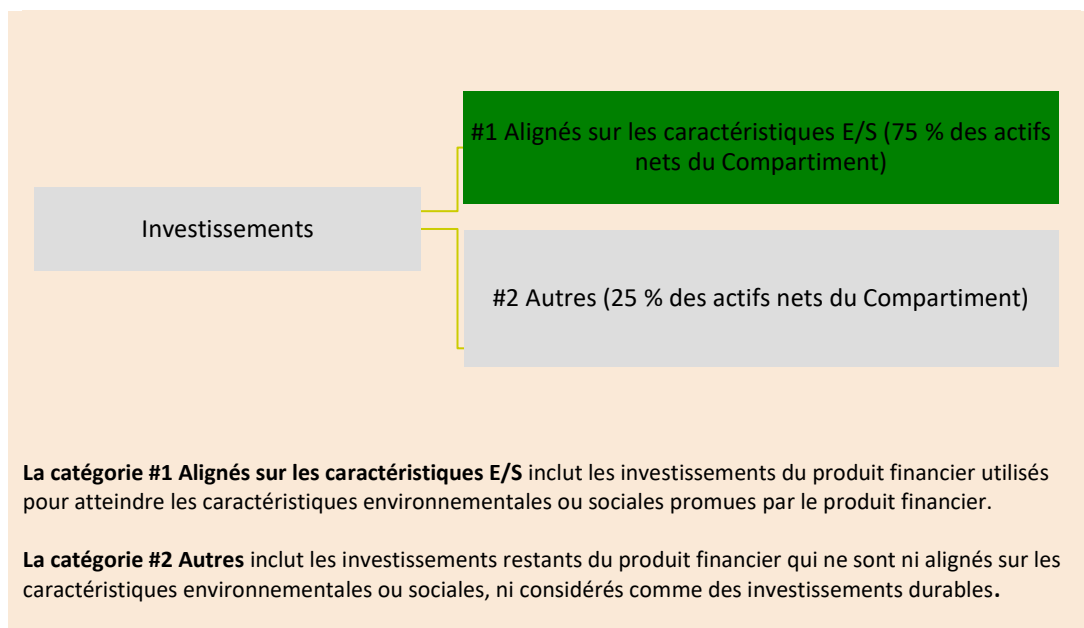 #1 Alignés sur les caractéristiques E/S (75 % des actifs
nets du Compartiment)
Investissements
#2 Autres (25 % des actifs nets du Compartiment)
La catégorie #1 Alignés sur les caractéristiques E/S inclut les investissements du produit financier utilisés
pour atteindre les caractéristiques environnementales ou sociales promues par le produit financier.
La catégorie #2 Autres inclut les investissements restants du produit financier qui ne sont ni alignés sur les
caractéristiques environnementales ou sociales, ni considérés comme des investissements durables.